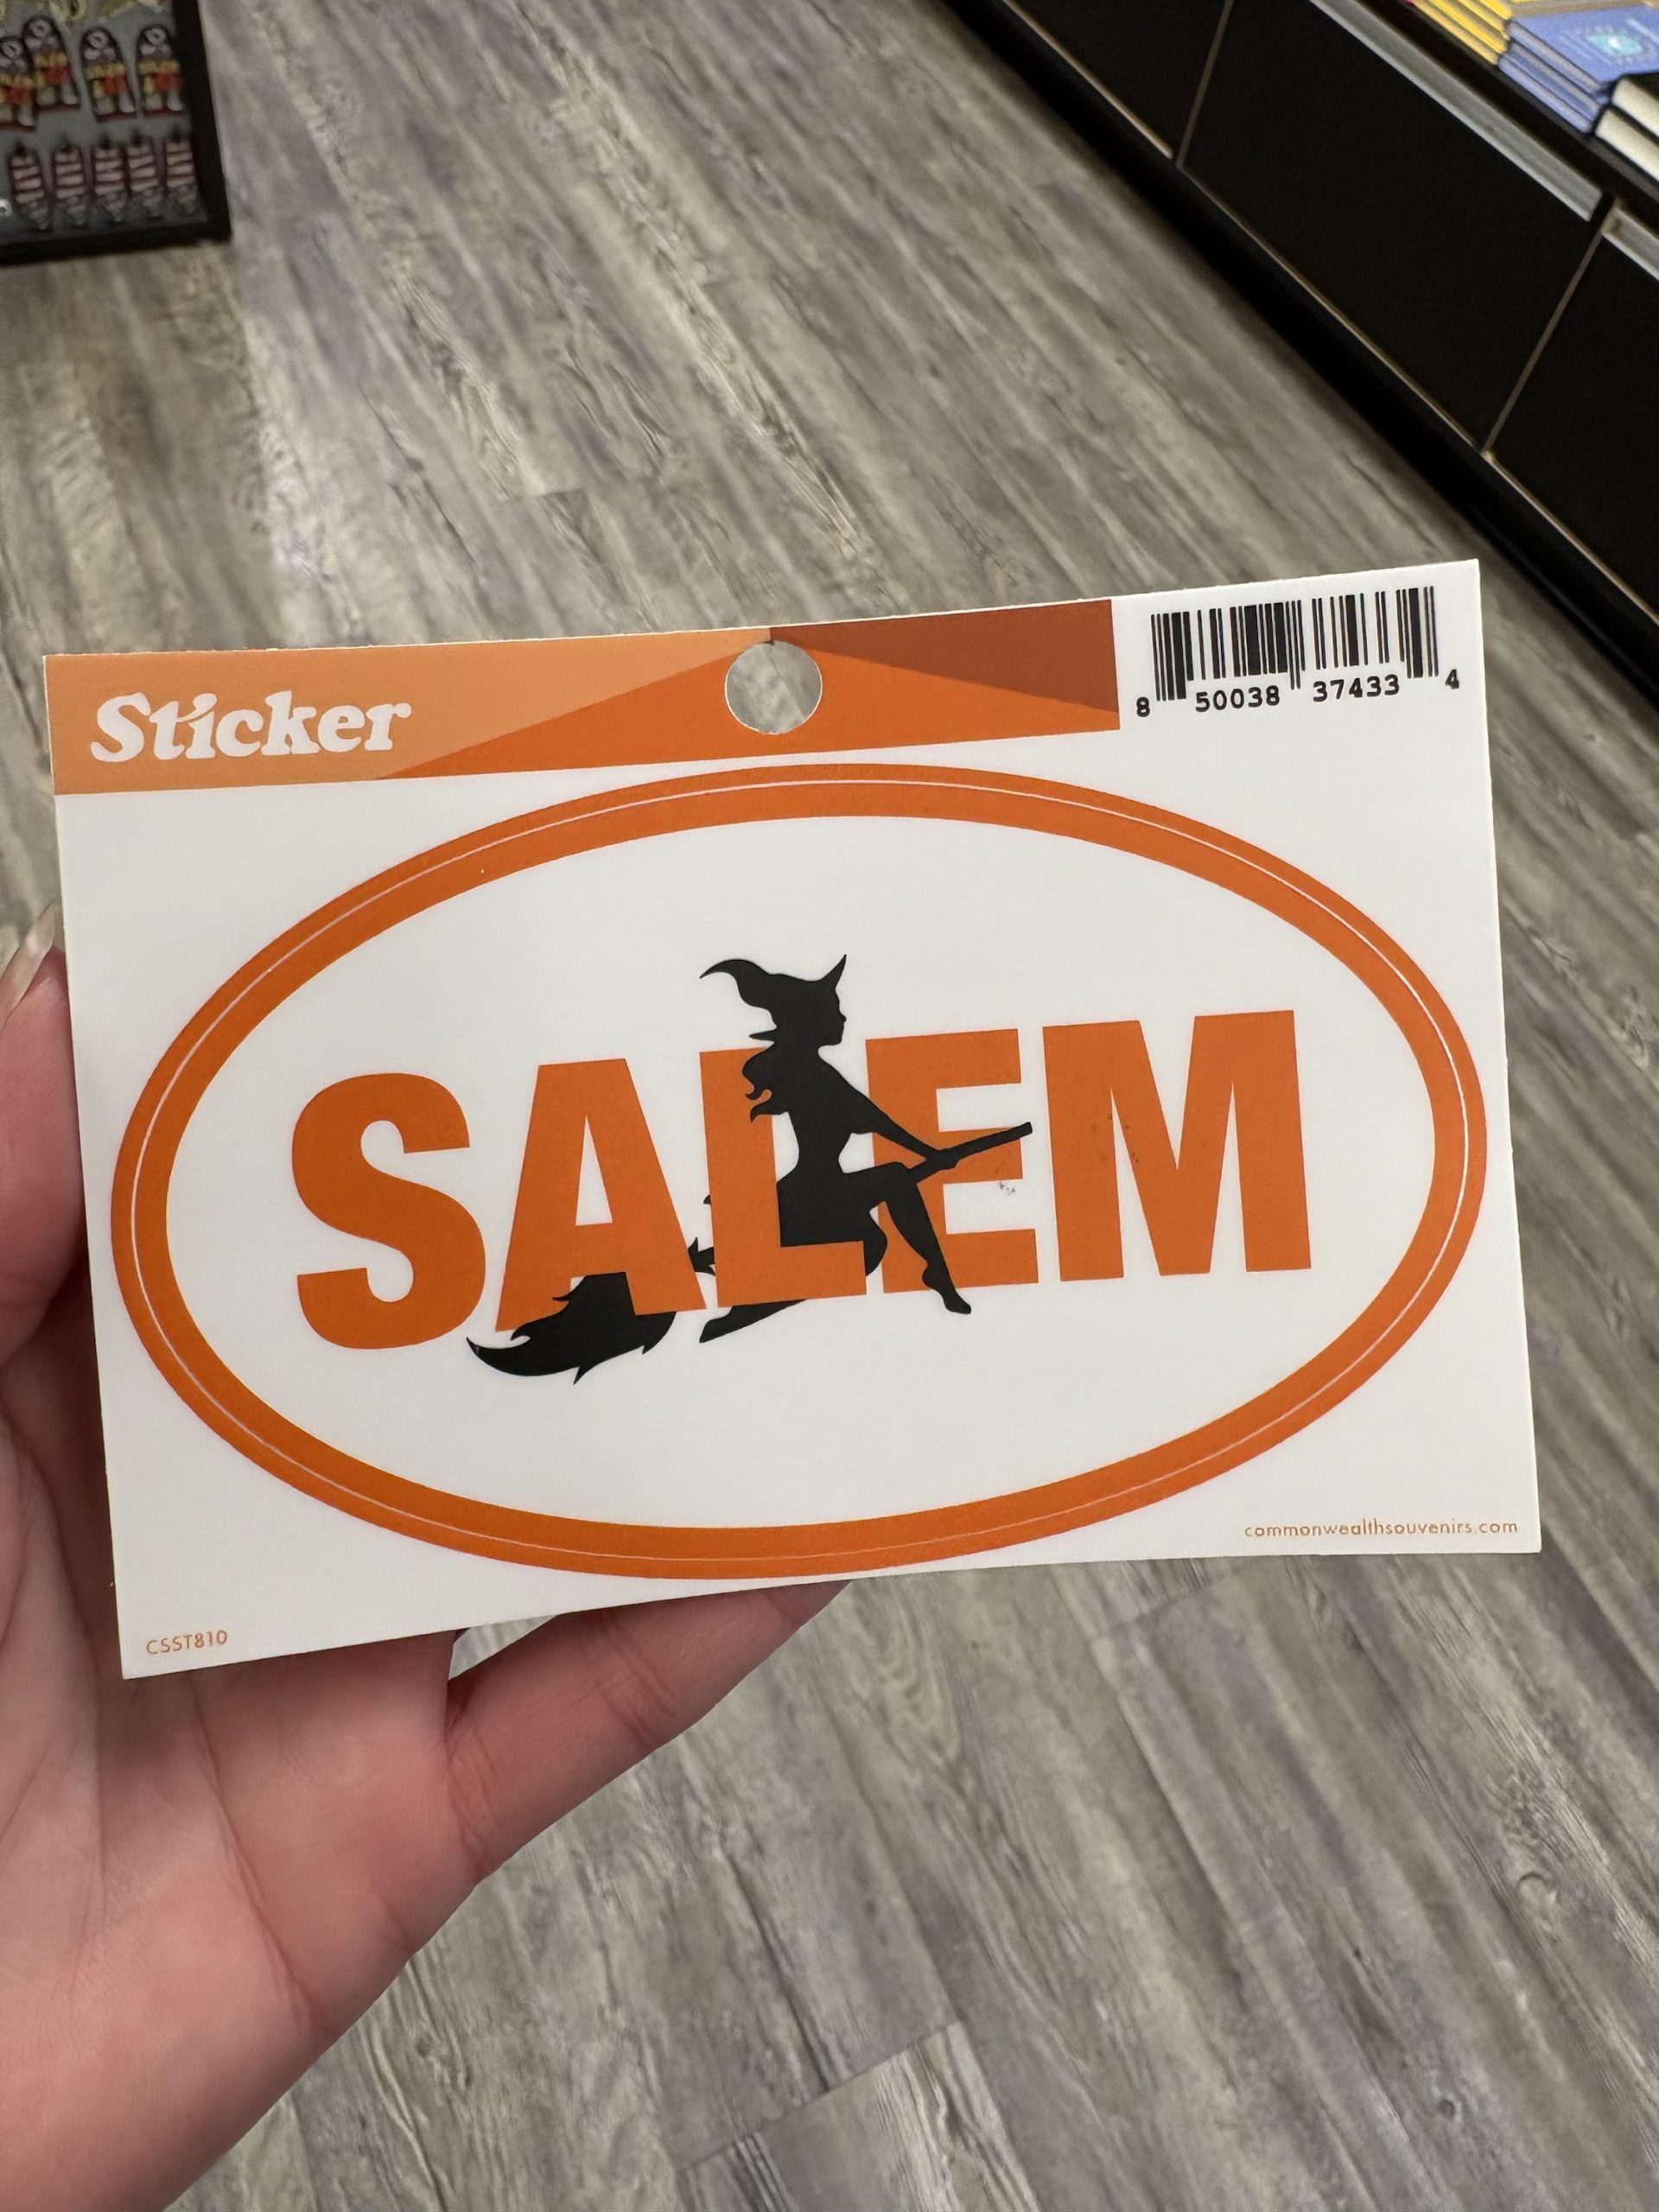 Sticker
8 50038 37433 4
SALEM
commonwealthsouvenirs.com
CSST810